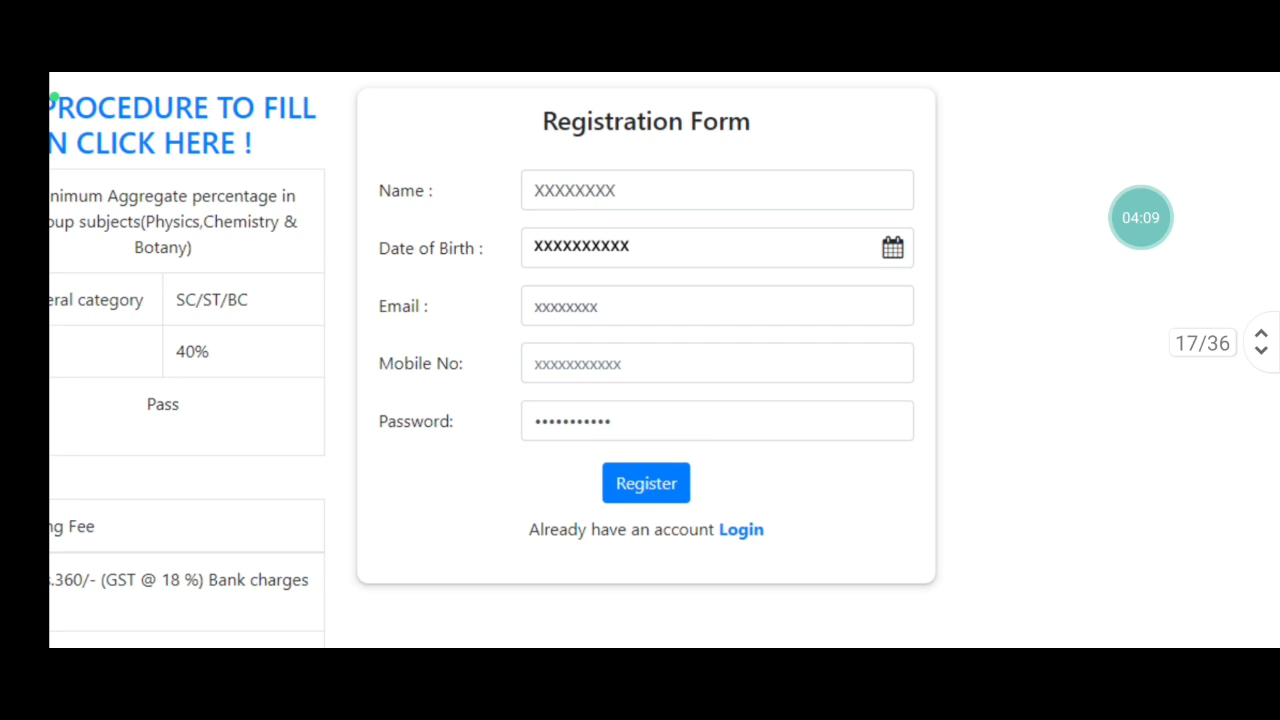 PROCEDURE TO FILL
N CLICK HERE !
nimum Aggregate percentage in
oup subjects(Physics,Chemistry &
Botany)
eral category
SC/ST/BC
40%
Pass
ng Fee
s.360/- (GST @ 18 %) Bank charges
Registration Form
Name :
XXXXXXXX
Date of Birth :
XXXXXXXXXX
Email :
xxxxxxxx
Mobile No:
xxxxxxxxxxx
Password:
•••••••••••
Register
Already have an account Login
04:09
17/36